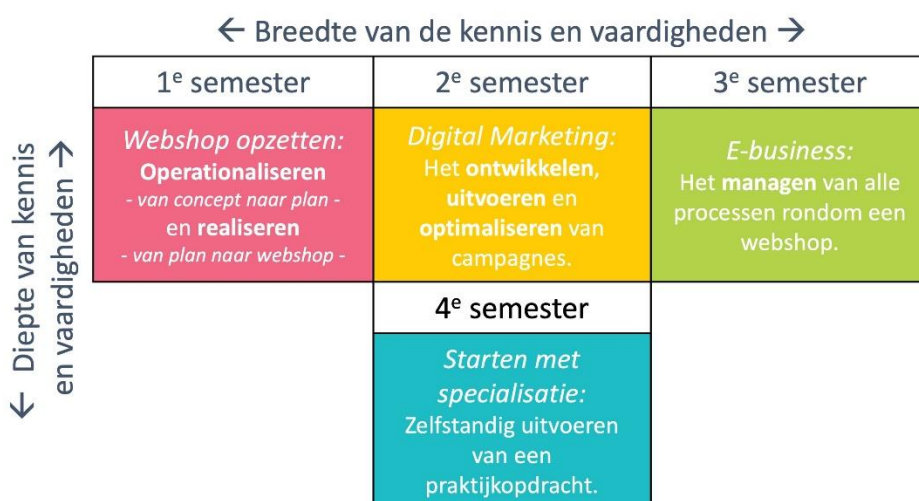 ← Breedte van de kennis en vaardigheden →
← Diepte van kennis
en vaardigheden →
1e semester
Webshop opzetten:
Operationaliseren
- van concept naar plan -
en realiseren
- van plan naar webshop -
2e semester
Digital Marketing:
Het ontwikkelen,
uitvoeren en
optimaliseren van
campagnes.
3e semester
E-business:
Het managen van alle
processen rondom een
webshop.
4e semester
Starten met
specialisatie:
Zelfstandig uitvoeren
van een
praktijkopdracht.